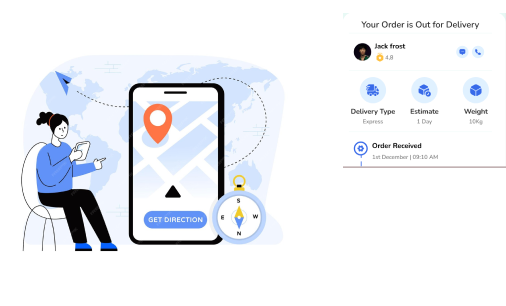 GET DIRECTION
S
E W
N
Your Order is Out for Delivery
Jack frost
4.8
Delivery Type Estimate Weight
Express 1 Day 10Kg
Order Received
1st December | 09:10 AM